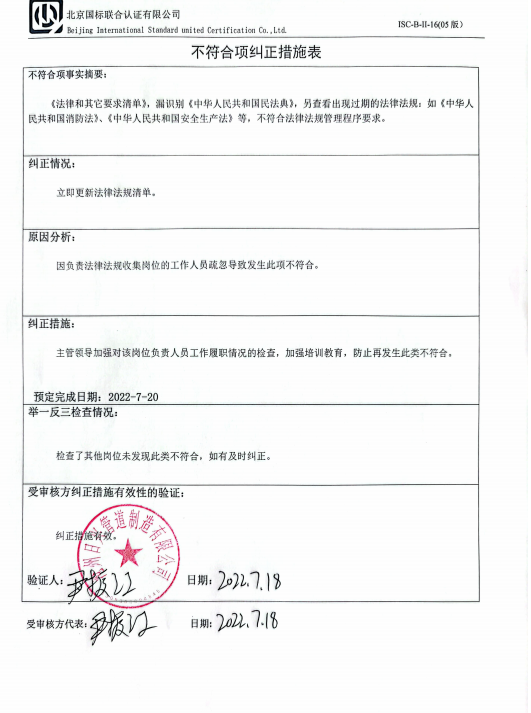 北京国标联合认证有限公司
Beijing International Standard united Certification Co.,Ltd.
ISC-B-II-16(05 版)
不符合项纠正措施表
不符合项事实摘要：
《法律和其它要求清单》，漏识别《中华人民共和国民法典》，另查看出现过期的法律法规：如《中华人
民共和国消防法》、《中华人民共和国安全生产法》等，不符合法律法规管理程序要求。
纠正情况：
立即更新法律法规清单。
原因分析：
因负责法律法规收集岗位的工作人员疏忽导致发生此项不符合。
纠正措施：
主管领导加强对该岗位负责人员工作履职情况的检查，加强培训教育，防止再发生此类不符合。
预定完成日期：2022-7-20
举一反三检查情况：
检查了其他岗位未发现此类不符合，如有及时纠正。
受审核方纠正措施有效性的验证：
纠正措施有效。
管道制造有限公司
验证人：
日期：2022.7.18
受审核方代表：
日期：2022.7.18